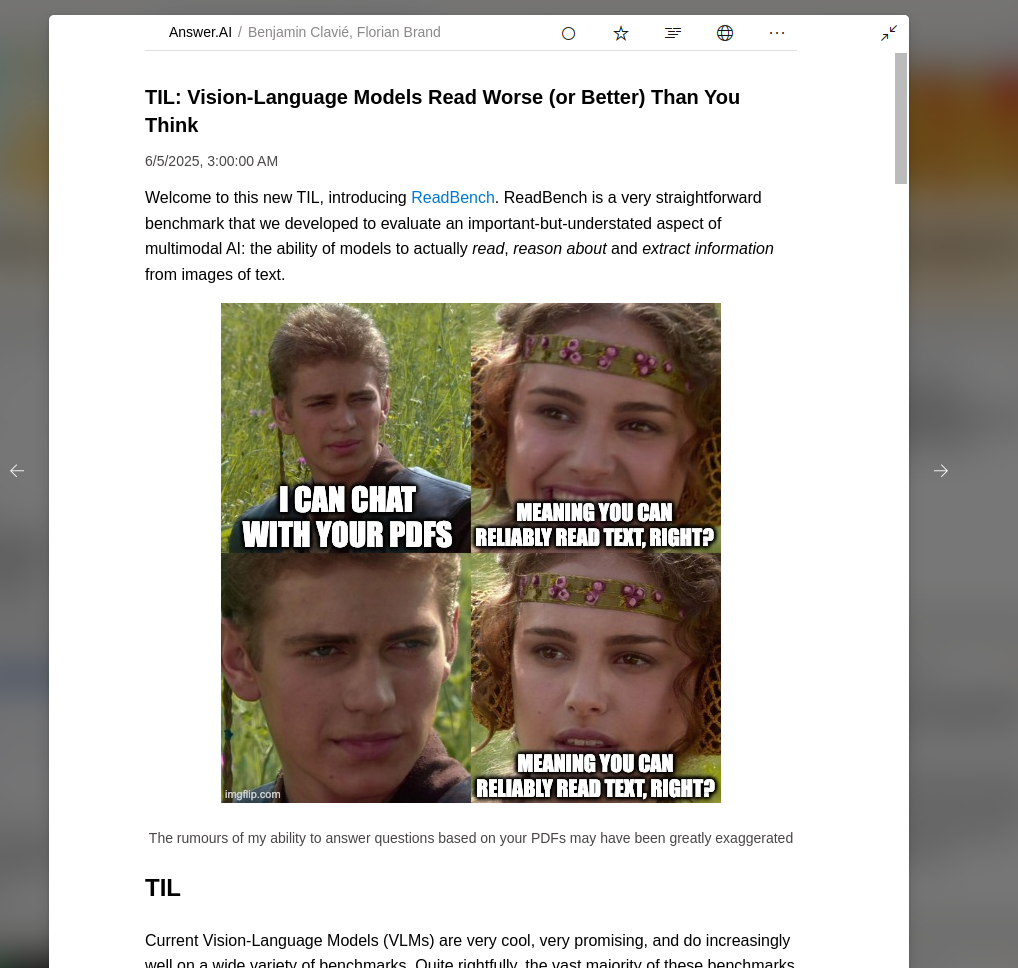 Answer.AI / Benjamin Clavié, Florian Brand
TIL: Vision-Language Models Read Worse (or Better) Than You
Think
6/5/2025, 3:00:00 AM
Welcome to this new TIL, introducing ReadBench. ReadBench is a very straightforward
benchmark that we developed to evaluate an important-but-understated aspect of
multimodal AI: the ability of models to actually read, reason about and extract information
from images of text.
I CAN CHAT
WITH YOUR PDFS
MEANING YOU CAN
RELIABLY READ TEXT, RIGHT?
MEANING YOU CAN
RELIABLY READ TEXT, RIGHT?
imgflip.com
The rumours of my ability to answer questions based on your PDFs may have been greatly exaggerated
TIL
Current Vision-Language Models (VLMs) are very cool, very promising, and do increasingly
well on a wide variety of benchmarks. Quite rightfully, the vast majority of these benchmarks